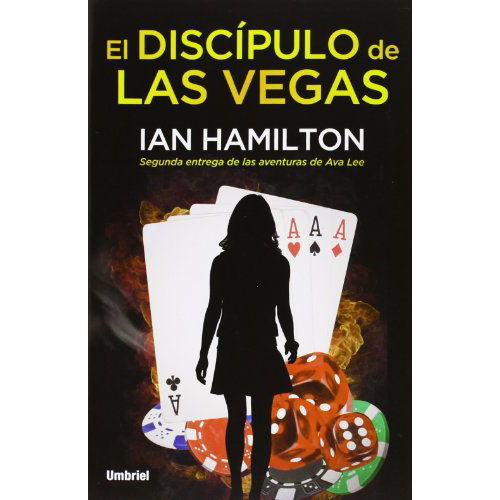 El DISCÍPULO de
LAS VEGAS
IAN HAMILTON
Segunda entrega de las aventuras de Ava Lee
A
A
A
A
Umbriel